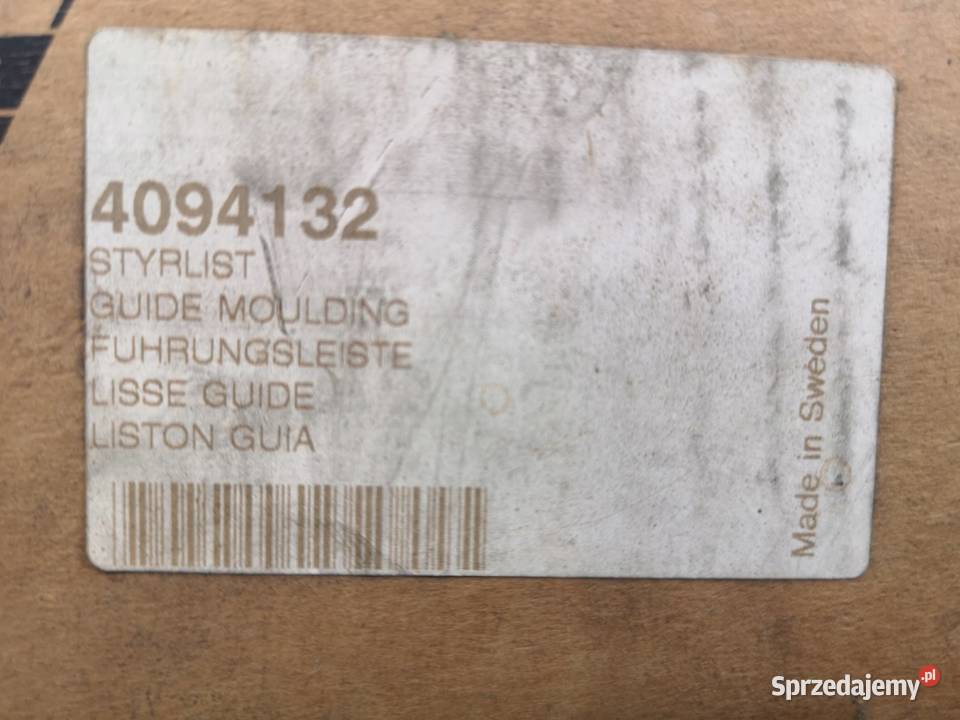 4094132
STYRLIST
GUIDE MOULDING
FUHRUNGSLEISTE
LISSE GUIDE
LISTON GUIA
Made in Sweden
Sprzedajemy.pl